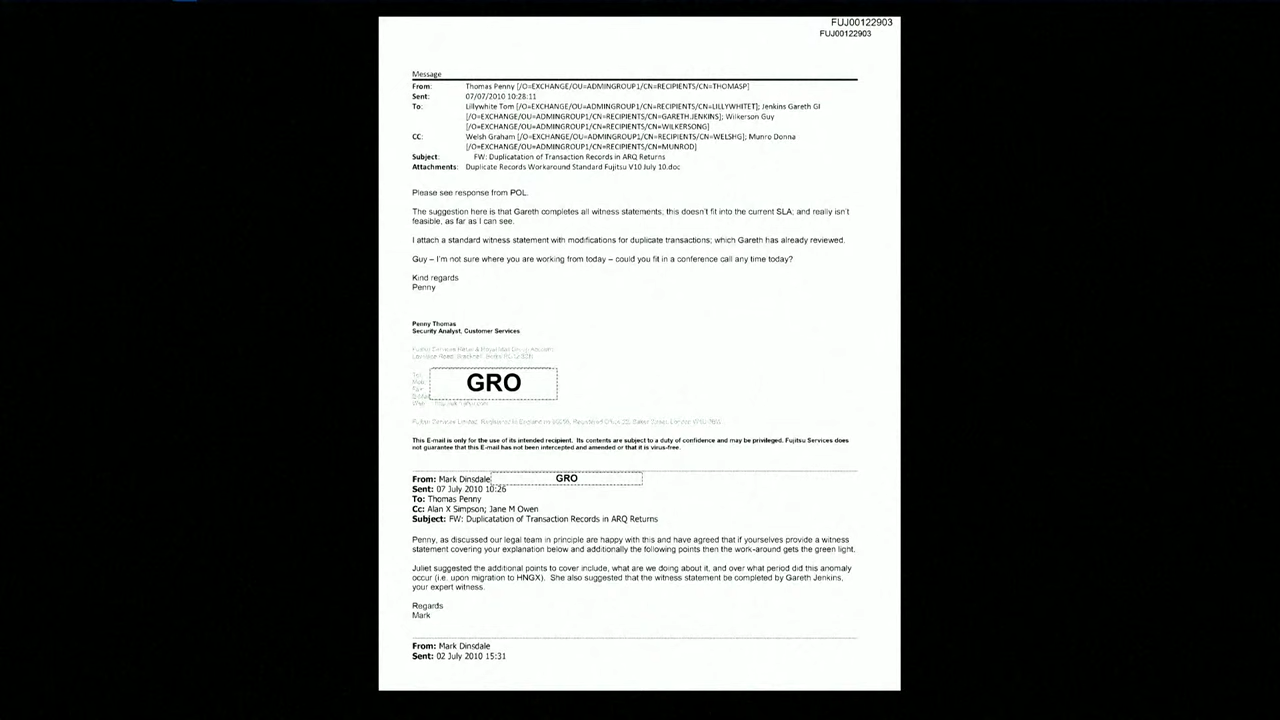 FUJ00122903
FUJ00122903
Message
From: Thomas Penny [/O=EXCHANGE/OU=ADMINGROUP1/CN=RECIPIENTS/CN=THOMASP]
Sent: 07/07/2010 10:28:11
To: Lillywhite Tom [/O=EXCHANGE/OU=ADMINGROUP1/CN=RECIPIENTS/CN=LILLYWHITET]; Jenkins Gareth GI
[/O=EXCHANGE/OU=ADMINGROUP1/CN=RECIPIENTS/CN=GARETH.JENKINS]; Wilkerson Guy
[/O=EXCHANGE/OU=ADMINGROUP1/CN=RECIPIENTS/CN=WILKERSONG]
CC: Welsh Graham [/O=EXCHANGE/OU=ADMINGROUP1/CN=RECIPIENTS/CN=WELSHG]; Munro Donna
[/O=EXCHANGE/OU=ADMINGROUP1/CN=RECIPIENTS/CN=MUNROD]
Subject: FW: Duplicatation of Transaction Records in ARQ Returns
Attachments: Duplicate Records Workaround Standard Fujitsu V10 July 10.doc
Please see response from POL.
The suggestion here is that Gareth completes all witness statements; this doesn't fit into the current SLA; and really isn't
feasible, as far as I can see.
I attach a standard witness statement with modifications for duplicate transactions; which Gareth has already reviewed.
Guy – I'm not sure where you are working from today – could you fit in a conference call any time today?
Kind regards
Penny
Penny Thomas
Security Analyst, Customer Services
Tel:
Mob:
Fax:
GRO
Web:
This E-mail is only for the use of its intended recipient. Its contents are subject to a duty of confidence and may be privileged. Fujitsu Services does
not guarantee that this E-mail has not been intercepted and amended or that it is virus-free.
From: Mark Dinsdale GRO
Sent: 07 July 2010 10:26
To: Thomas Penny
Cc: Alan X Simpson; Jane M Owen
Subject: FW: Duplicatation of Transaction Records in ARQ Returns
Penny, as discussed our legal team in principle are happy with this and have agreed that if yourselves provide a witness
statement covering your explanation below and additionally the following points then the work-around gets the green light.
Juliet suggested the additional points to cover include, what are we doing about it, and over what period did this anomaly
occur (i.e. upon migration to HNGX). She also suggested that the witness statement be completed by Gareth Jenkins,
your expert witness.
Regards
Mark
From: Mark Dinsdale
Sent: 02 July 2010 15:31